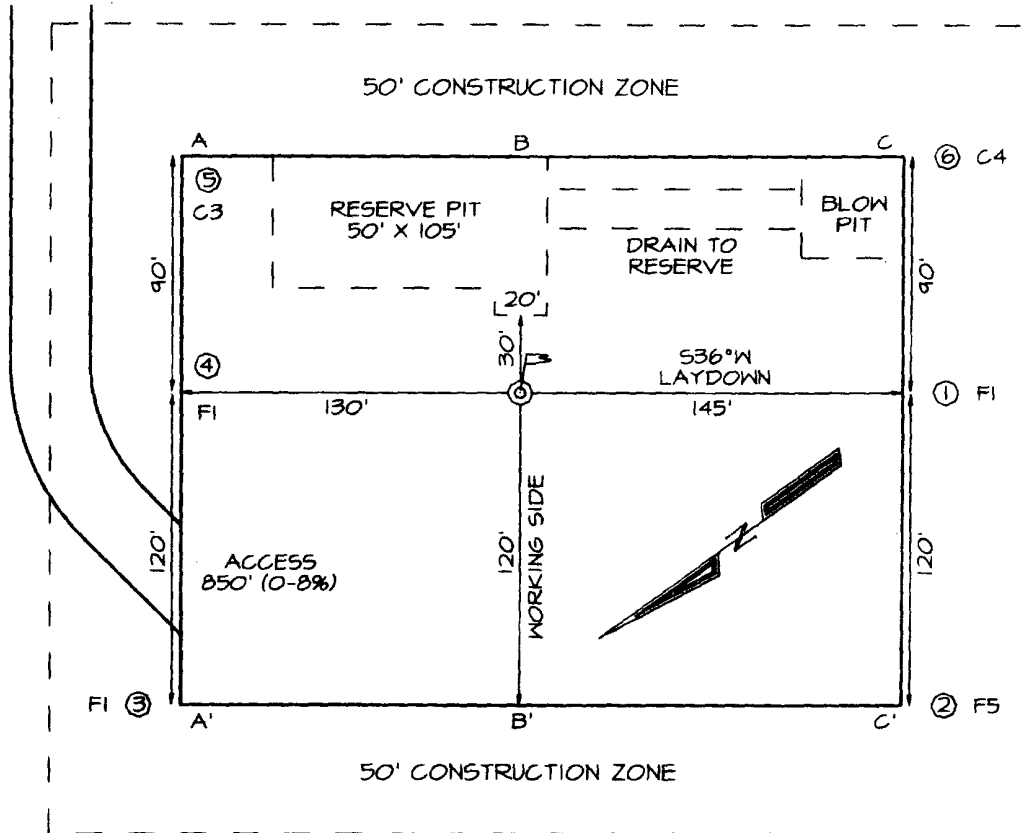 50' CONSTRUCTION ZONE
A
B
C
⑤
C3
⑥ C4
RESERVE PIT
50' X 105'
BLOW
PIT
DRAIN TO
RESERVE
90'
90'
20'
30'
④
F1
S36°W
LAYDOWN
130'
145'
① F1
120'
ACCESS
850' (0-8%)
120'
WORKING SIDE
N
120'
F1 ③
A'
B'
C'
② F5
50' CONSTRUCTION ZONE